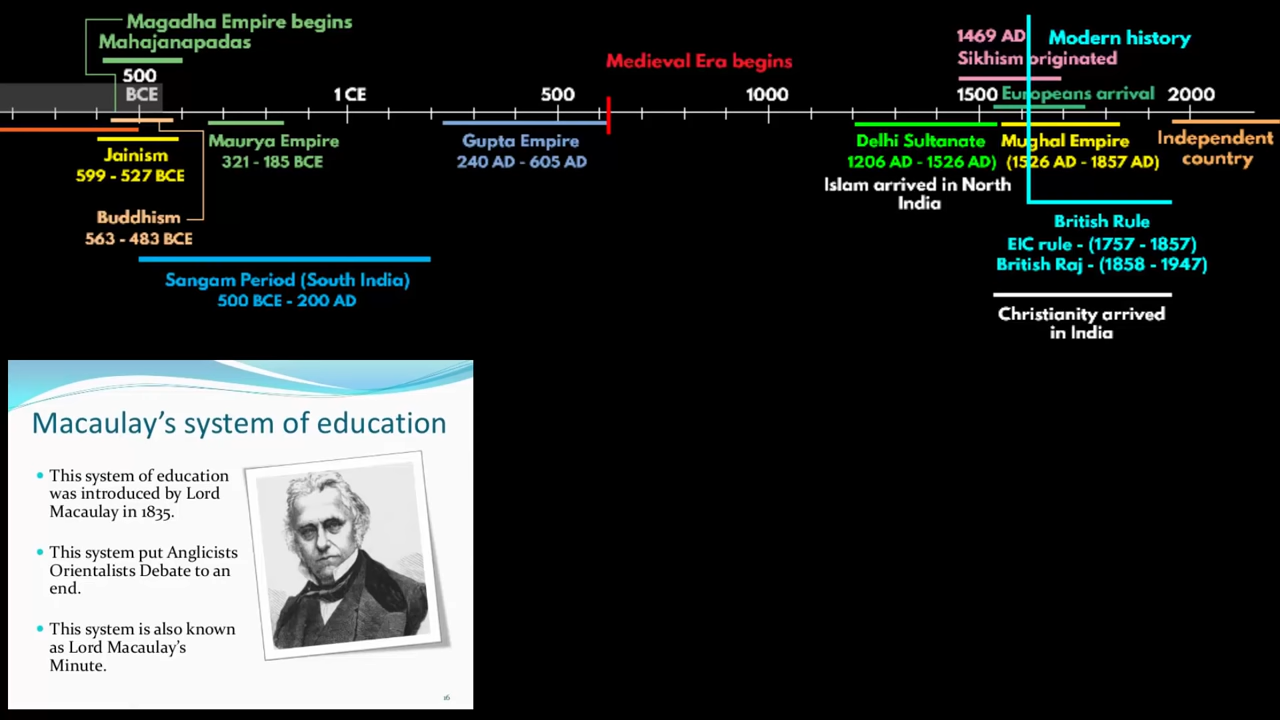 Magadha Empire begins
Mahajanapadas
500
BCE
1 CE
500
Medieval Era begins
1000
1469 AD
Sikhism originated
Modern history
1500
Europeans arrival
2000
Jainism
599 - 527 BCE
Maurya Empire
321 - 185 BCE
Gupta Empire
240 AD - 605 AD
Delhi Sultanate
1206 AD - 1526 AD)
Mughal Empire
(1526 AD - 1857 AD)
Independent
country
Islam arrived in North
India
Buddhism
563 - 483 BCE
British Rule
EIC rule - (1757 - 1857)
British Raj - (1858 - 1947)
Sangam Period (South India)
500 BCE - 200 AD
Christianity arrived
in India
Macaulay's system of education
• This system of education
was introduced by Lord
Macaulay in 1835.
• This system put Anglicists
Orientalists Debate to an
end.
• This system is also known
as Lord Macaulay's
Minute.
16